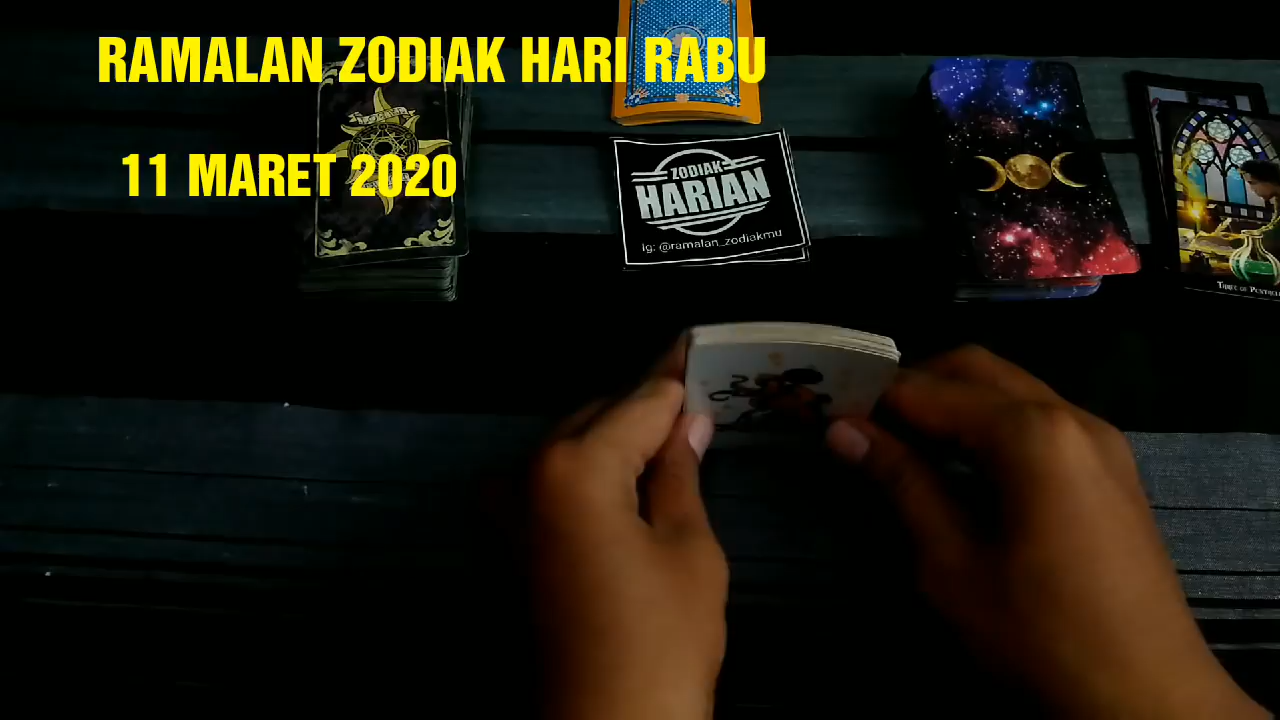 RAMALAN ZODIAK HARI RABU
11 MARET 2020
ZODIAK
HARIAN
Ig: @ramalan_zodiakmu